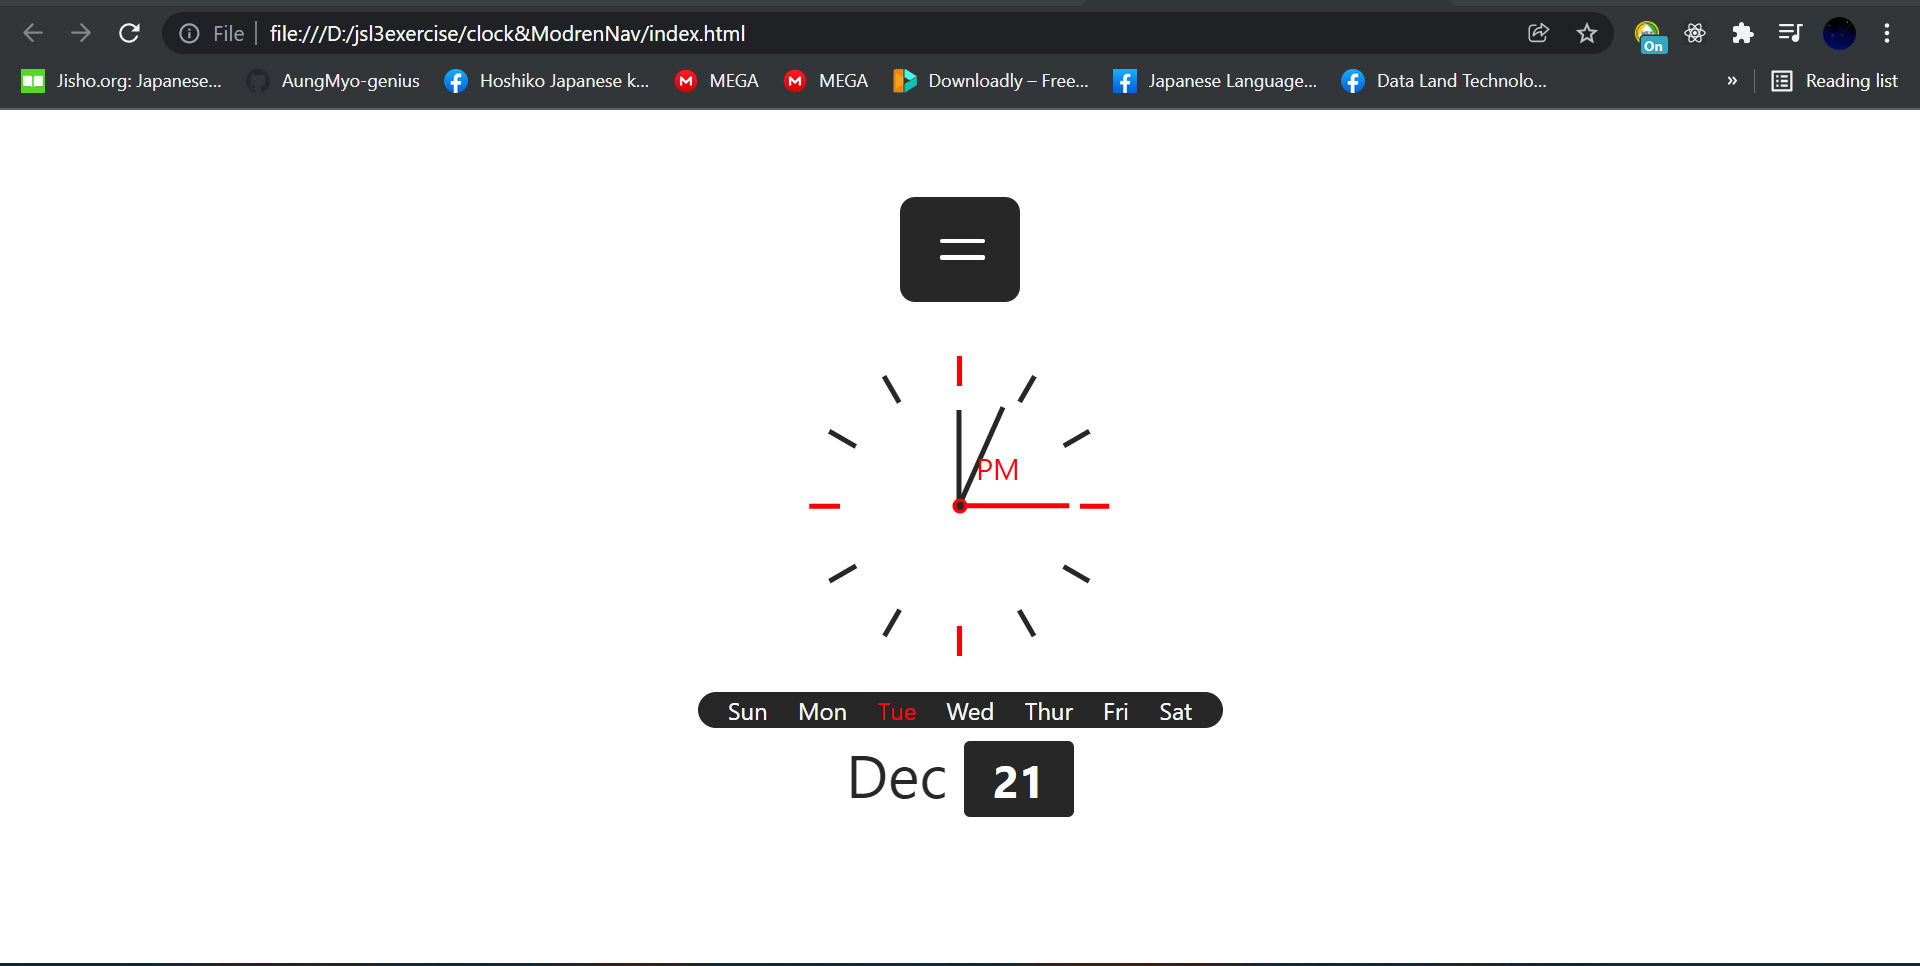 File file:///D:/jsl3exercise/clock&ModrenNav/index.html
On
Jisho.org: Japanese... AungMyo-genius Hoshiko Japanese k... MEGA MEGA Downloadly – Free... Japanese Language... Data Land Technolo... » Reading list
PM
Sun Mon Tue Wed Thur Fri Sat
Dec 21